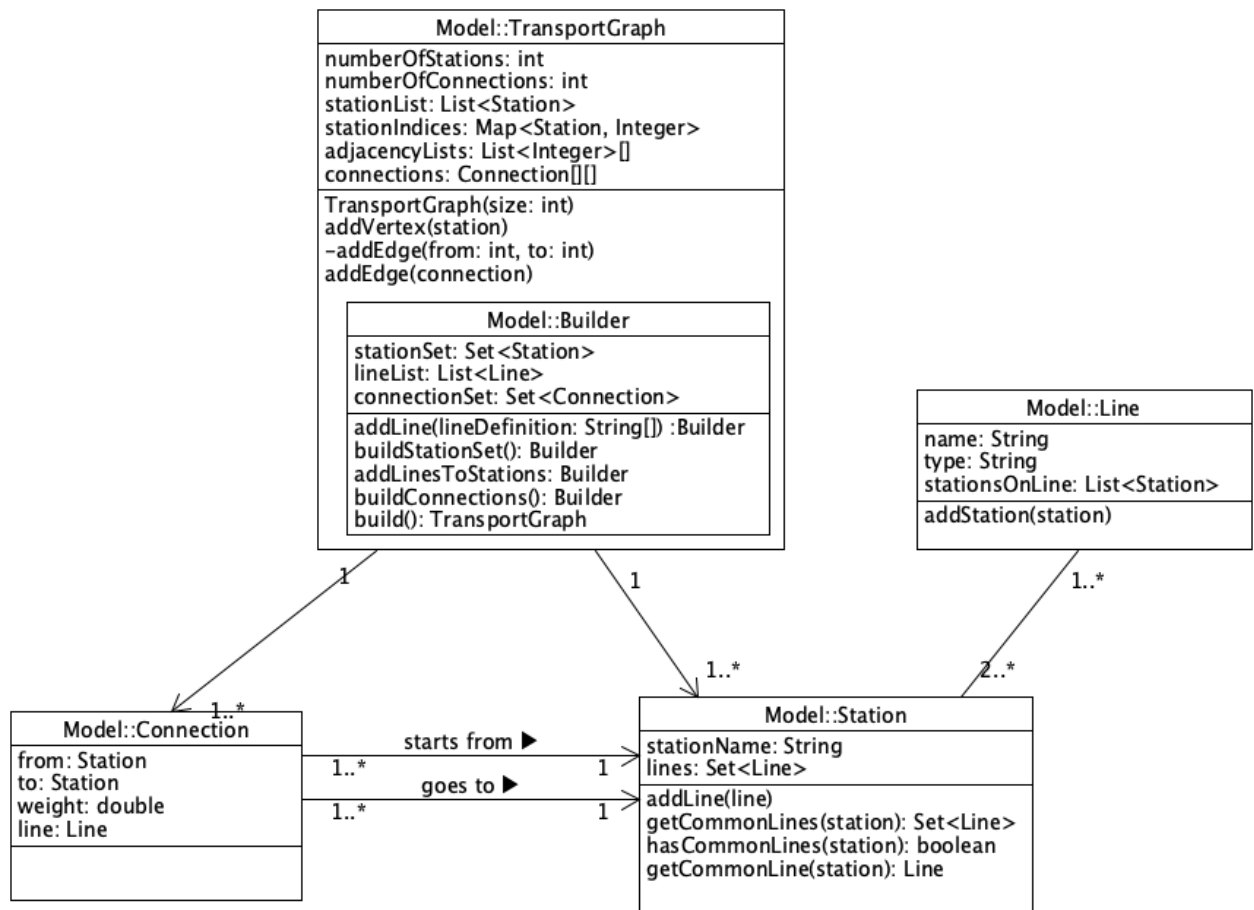 Model::TransportGraph
numberOfStations: int
numberOfConnections: int
stationList: List<Station>
stationIndices: Map<Station, Integer>
adjacencyLists: List<Integer>[]
connections: Connection[][]
TransportGraph(size: int)
addVertex(station)
-addEdge(from: int, to: int)
addEdge(connection)
Model::Builder
stationSet: Set<Station>
lineList: List<Line>
connectionSet: Set<Connection>
addLine(lineDefinition: String[]) :Builder
buildStationSet(): Builder
addLinesToStations: Builder
buildConnections(): Builder
build(): TransportGraph
Model::Line
name: String
type: String
stationsOnLine: List<Station>
addStation(station)
1
1
1..*
1..*
2..*
1..*
Model::Connection
from: Station
to: Station
weight: double
line: Line
starts from ▶
1..*
1
goes to ▶
1..*
1
Model::Station
stationName: String
lines: Set<Line>
addLine(line)
getCommonLines(station): Set<Line>
hasCommonLines(station): boolean
getCommonLine(station): Line